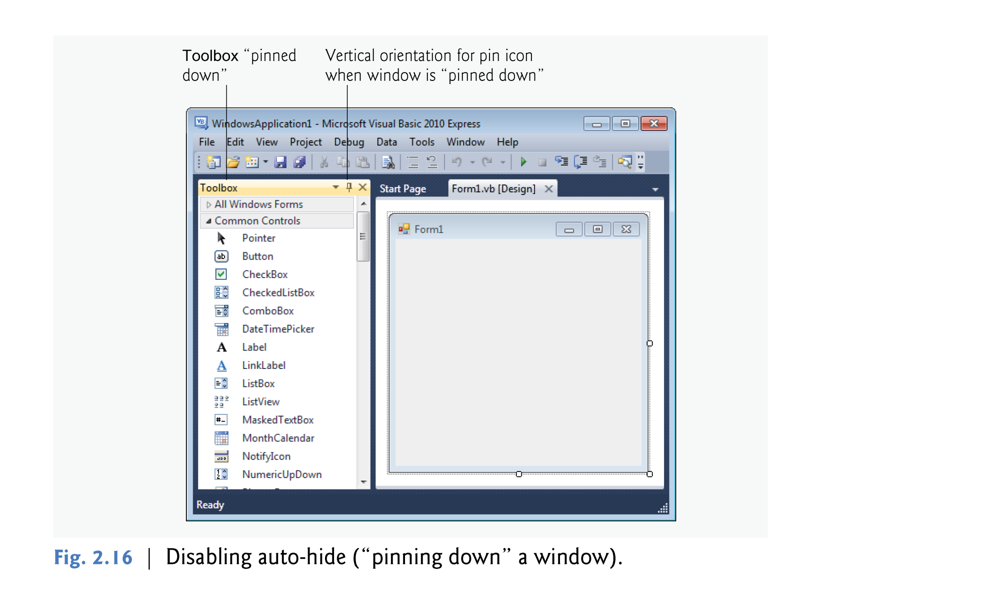 Toolbox “pinned
down”
Vertical orientation for pin icon
when window is “pinned down”
WindowsApplication1 - Microsoft Visual Basic 2010 Express
File Edit View Project Debug Data Tools Window Help
Toolbox
Start Page
Form1.vb [Design]
All Windows Forms
Common Controls
Pointer
ab Button
CheckBox
CheckedListBox
ComboBox
DateTimePicker
A Label
A LinkLabel
ListBox
ListView
#_ MaskedTextBox
MonthCalendar
NotifyIcon
NumericUpDown
Form1
Ready
Fig. 2.16 | Disabling auto-hide (“pinning down” a window).